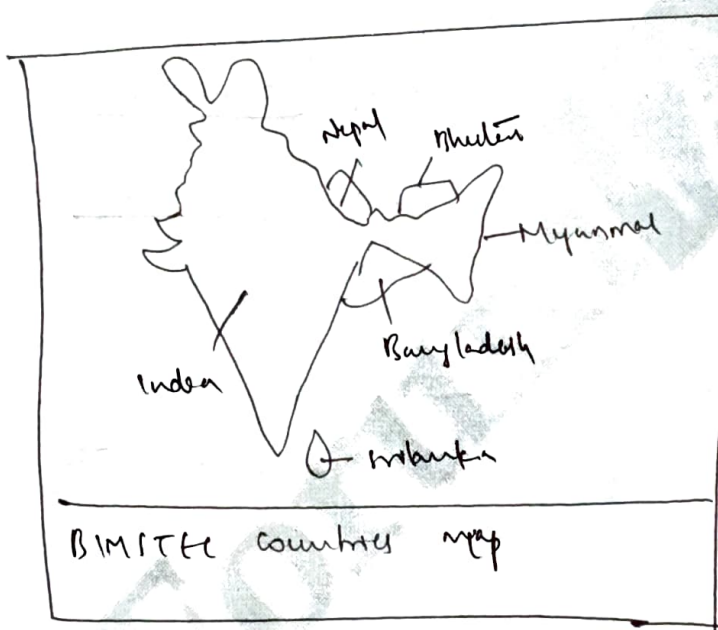 Nepal
Bhutan
Myanmar
Bangladesh
India
Srilanka
BIMSTEC countries map